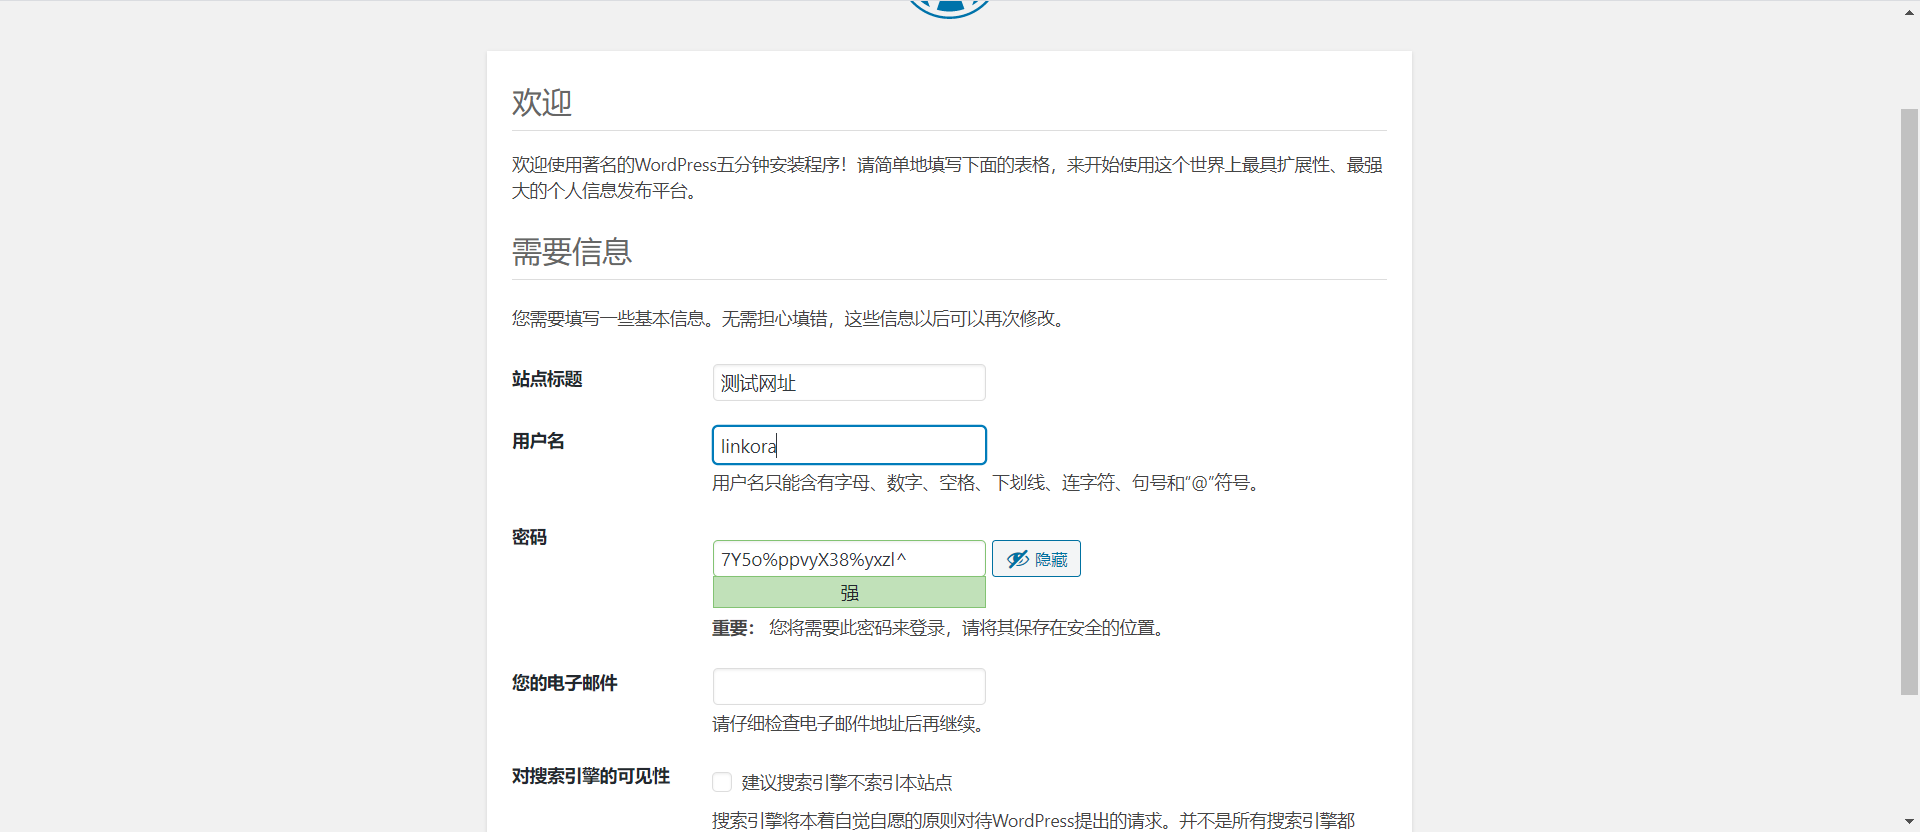 欢迎
欢迎使用著名的WordPress五分钟安装程序！请简单地填写下面的表格，来开始使用这个世界上最具扩展性、最强
大的个人信息发布平台。
需要信息
您需要填写一些基本信息。无需担心填错，这些信息以后可以再次修改。
站点标题
测试网址
用户名
linkora
用户名只能含有字母、数字、空格、下划线、连字符、句号和“@”符号。
密码
7Y5o%ppvyX38%yxzl^
隐藏
强
重要： 您将需要此密码来登录，请将其保存在安全的位置。
您的电子邮件
请仔细检查电子邮件地址后再继续。
对搜索引擎的可见性
建议搜索引擎不索引本站点
搜索引擎将本着自觉自愿的原则对待WordPress提出的请求。并不是所有搜索引擎都